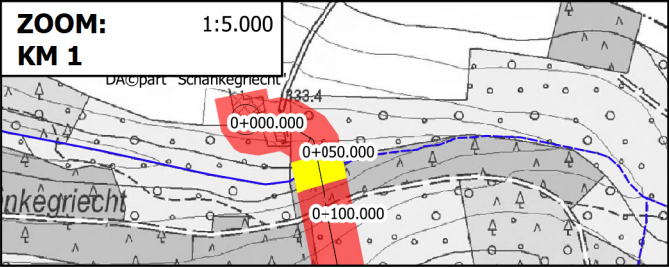 ZOOM: 1:5.000
KM 1
DA©part "Schankegriecht"
333.4
0+000.000
0+050.000
nkegriecht
0+100.000